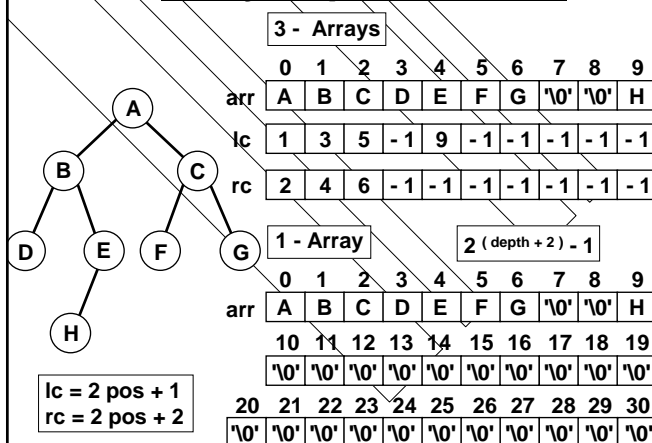 3 - Arrays
0 1 2 3 4 5 6 7 8 9
arr A B C D E F G '\0' '\0' H
lc 1 3 5 - 1 9 - 1 - 1 - 1 - 1 - 1
rc 2 4 6 - 1 - 1 - 1 - 1 - 1 - 1 - 1
A
B C
D E F G
H
1 - Array
2 ( depth + 2 ) - 1
0 1 2 3 4 5 6 7 8 9
arr A B C D E F G '\0' '\0' H
10 11 12 13 14 15 16 17 18 19
'\0' '\0' '\0' '\0' '\0' '\0' '\0' '\0' '\0' '\0'
lc = 2 pos + 1
rc = 2 pos + 2
20 21 22 23 24 25 26 27 28 29 30
'\0' '\0' '\0' '\0' '\0' '\0' '\0' '\0' '\0' '\0' '\0'